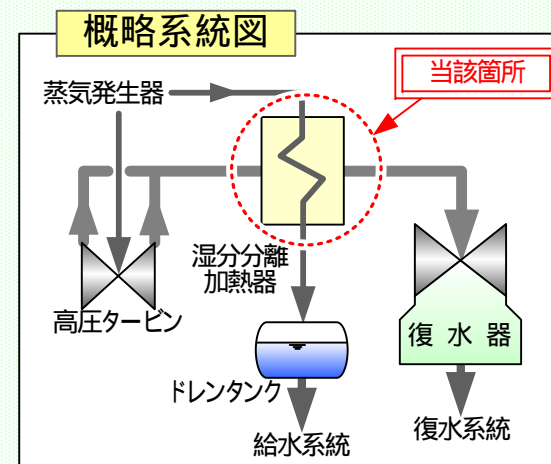 概略系統図
当該箇所
蒸気発生器
湿分分離
加熱器
高圧タービン
復水器
ドレンタンク
給水系統
復水系統